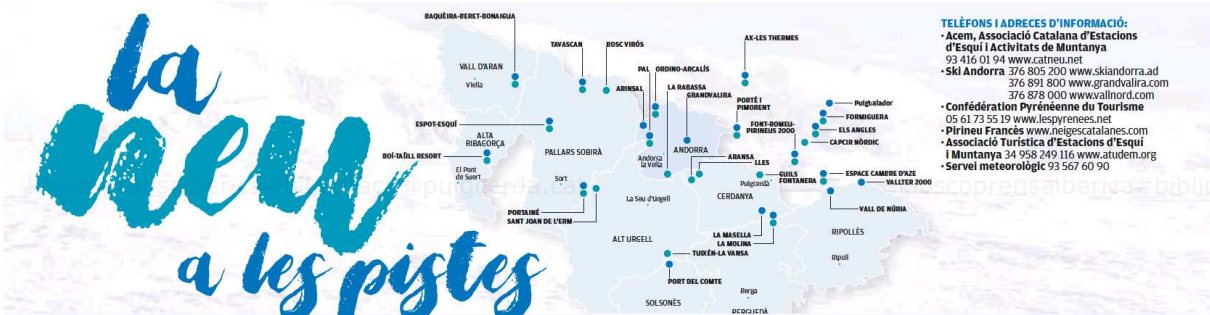 la
neu
a les pistes
BAQUÈIRA-BERET-BONAIGUA
VALL D'ARAN
Viella
TAVASCAN
BOSC VIRÓS
PAL
ORDINO-ARCALÍS
ARINSAL
LA RABASSA
GRANDVALIRA
AX-LES THERMES
PORTÈ I
PIMORENT
FONT-ROMEU-
PIRINEUS 2000
Puigbalador
FORMIGUERA
ELS ANGLES
CAPCIR NÒRDIC
ESPOT-ESQUÍ
ALTA
RIBAGORÇA
BOÍ-TAÜLL RESORT
El Pont
de Suert
PALLARS SOBIRÀ
Sort
Andorra
la Vella
ANDORRA
ARANSA
LLES
GUILS
FONTANERA
Puigcerdà
CERDANYA
ESPACE CAMBRE D'AZE
VALLTER 2000
VALL DE NÚRIA
PORTAINÉ
SANT JOAN DE L'ERM
La Seu d'Urgell
ALT URGELL
LA MASELLA
LA MOLINA
RIPOLLÈS
Ripoll
TUIXÉN-LA VANSA
PORT DEL COMTE
SOLSONÈS
Berga
BERGUEDÀ
TELÈFONS I ADRECES D'INFORMACIÓ:
• Acem, Associació Catalana d'Estacions
d'Esquí i Activitats de Muntanya
93 416 01 94 www.catneu.net
• Ski Andorra 376 805 200 www.skiandorra.ad
376 891 800 www.grandvalira.com
376 878 000 www.vallnord.com
• Confédération Pyrénéenne du Tourisme
05 61 73 55 19 www.lespyrenees.net
• Pirineu Francès www.neigescatalanes.com
• Associació Turística d'Estacions d'Esquí
i Muntanya 34 958 249 116 www.atudem.org
• Servei meteorològic 93 567 60 90